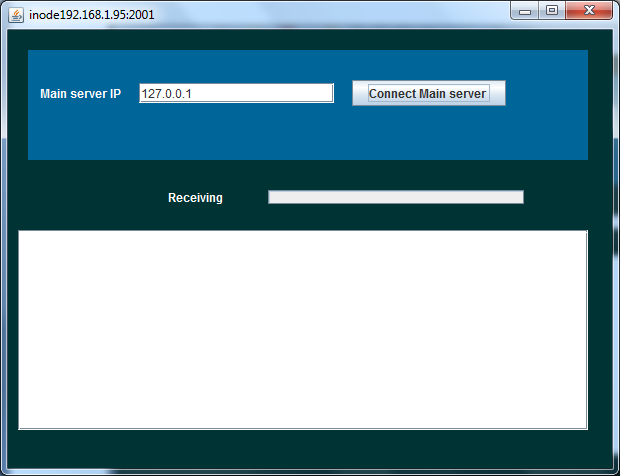 inode192.168.1.95:2001
Main server IP 127.0.0.1 Connect Main server
Receiving